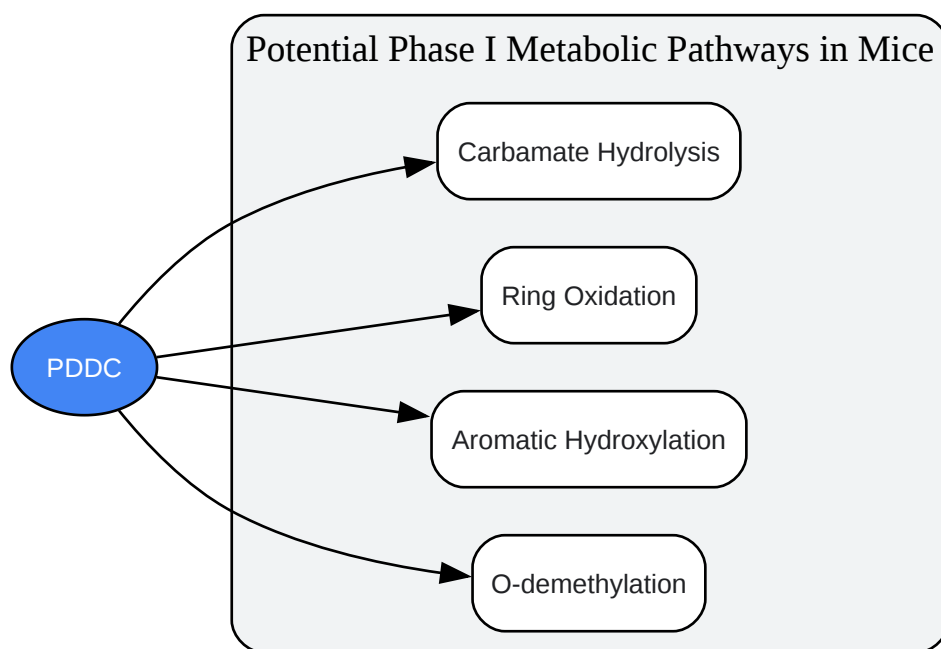 Potential Phase I Metabolic Pathways in Mice
Carbamate Hydrolysis
Ring Oxidation
PDDC
Aromatic Hydroxylation
O-demethylation